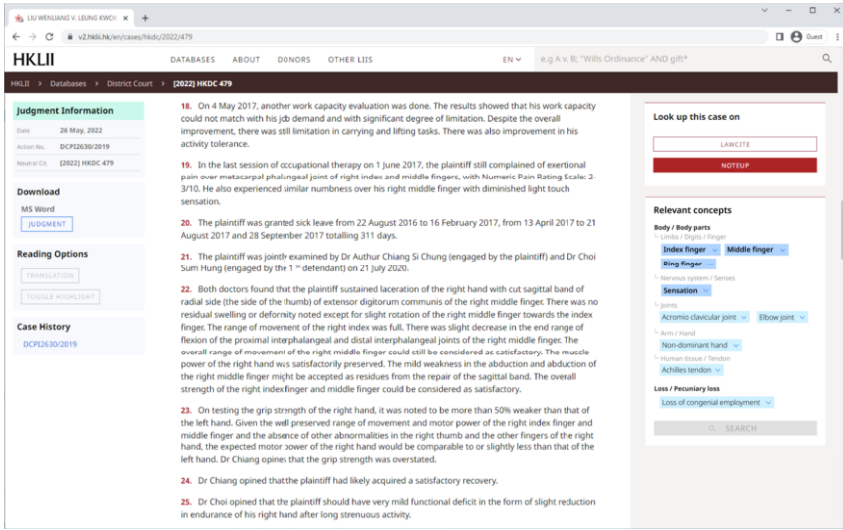 LIU WENLIANG V. LEUNG KWOK
v2.hklii.hk/en/cases/hkdc/2022/479
Guest
HKLII
DATABASES ABOUT DONORS OTHER LIIS
EN
e.g A v. B; "Wills Ordinance" AND gift*
HKLII > Databases > District Court > [2022] HKDC 479
Judgment Information
Date 26 May, 2022
Action No. DCPI2630/2019
Neutral Cit. [2022] HKDC 479
Download
MS Word
JUDGMENT
Reading Options
TRANSLATION
TOGGLE HIGHLIGHT
Case History
DCPI2630/2019
18. On 4 May 2017, another work capacity evaluation was done. The results showed that his work capacity
could not match with his job demand and with significant degree of limitation. Despite the overall
improvement, there was still limitation in carrying and lifting tasks. There was also improvement in his
activity tolerance.
19. In the last session of occupational therapy on 1 June 2017, the plaintiff still complained of exertional
pain over metacarpal phalangeal joint of right index and middle fingers, with Numeric Pain Rating Scale: 2-
3/10. He also experienced similar numbness over his right middle finger with diminished light touch
sensation.
20. The plaintiff was granted sick leave from 22 August 2016 to 16 February 2017, from 13 April 2017 to 21
August 2017 and 28 September 2017 totalling 311 days.
21. The plaintiff was jointly examined by Dr Authur Chiang Si Chung (engaged by the plaintiff) and Dr Choi
Sum Hung (engaged by the 1 st defendant) on 21 July 2020.
22. Both doctors found that the plaintiff sustained laceration of the right hand with cut sagittal band of
radial side (the side of the thumb) of extensor digitorum communis of the right middle finger. There was no
residual swelling or deformity noted except for slight rotation of the right middle finger towards the index
finger. The range of movement of the right index was full. There was slight decrease in the end range of
flexion of the proximal interphalangeal and distal interphalangeal joints of the right middle finger. The
overall range of movement of the right middle finger could still be considered as satisfactory. The muscle
power of the right hand was satisfactorily preserved. The mild weakness in the abduction and abduction of
the right middle finger might be accepted as residues from the repair of the sagittal band. The overall
strength of the right index finger and middle finger could be considered as satisfactory.
23. On testing the grip strength of the right hand, it was noted to be more than 50% weaker than that of
the left hand. Given the well preserved range of movement and motor power of the right index finger and
middle finger and the absence of other abnormalities in the right thumb and the other fingers of the right
hand, the expected motor power of the right hand would be comparable to or slightly less than that of the
left hand. Dr Chiang opines that the grip strength was overstated.
24. Dr Chiang opined that the plaintiff had likely acquired a satisfactory recovery.
25. Dr Choi opined that the plaintiff should have very mild functional deficit in the form of slight reduction
in endurance of his right hand after long strenuous activity.
Look up this case on
LAWCITE
NOTEUP
Relevant concepts
Body / Body parts
Limbs / Digits / Finger
Index finger Middle finger
Ring finger
Nervous system / Senses
Sensation
Joints
Acromio clavicular joint Elbow joint
Arm / Hand
Non-dominant hand
Human tissue / Tendon
Achilles tendon
Loss / Pecuniary loss
Loss of congenial employment
SEARCH